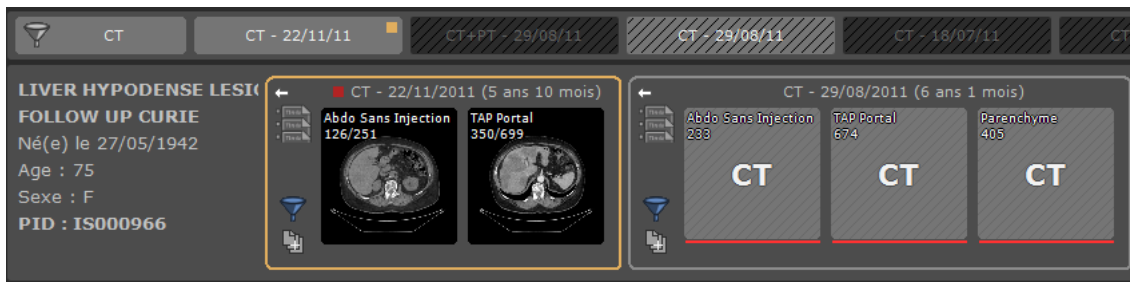 CT
CT - 22/11/11
CT+PT - 29/08/11
CT - 29/08/11
CT - 18/07/11
CT
LIVER HYPODENSE LESI
FOLLOW UP CURIE
Né(e) le 27/05/1942
Age : 75
Sexe : F
PID : IS000966
CT - 22/11/2011 (5 ans 10 mois)
Abdo Sans Injection
126/251
TAP Portal
350/699
CT - 29/08/2011 (6 ans 1 mois)
Abdo Sans Injection
233
CT
TAP Portal
674
CT
Parenchyme
405
CT